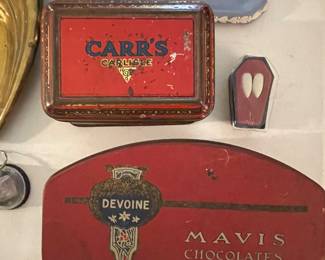 CARR'S
CARLISLE
DEVOINE
MAVIS
CHOCOLATES